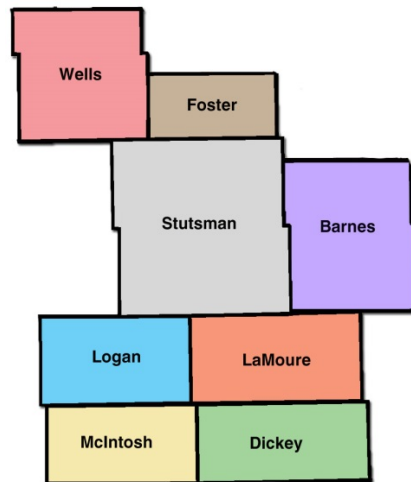 Wells
Foster
Stutsman
Barnes
Logan
LaMoure
McIntosh
Dickey